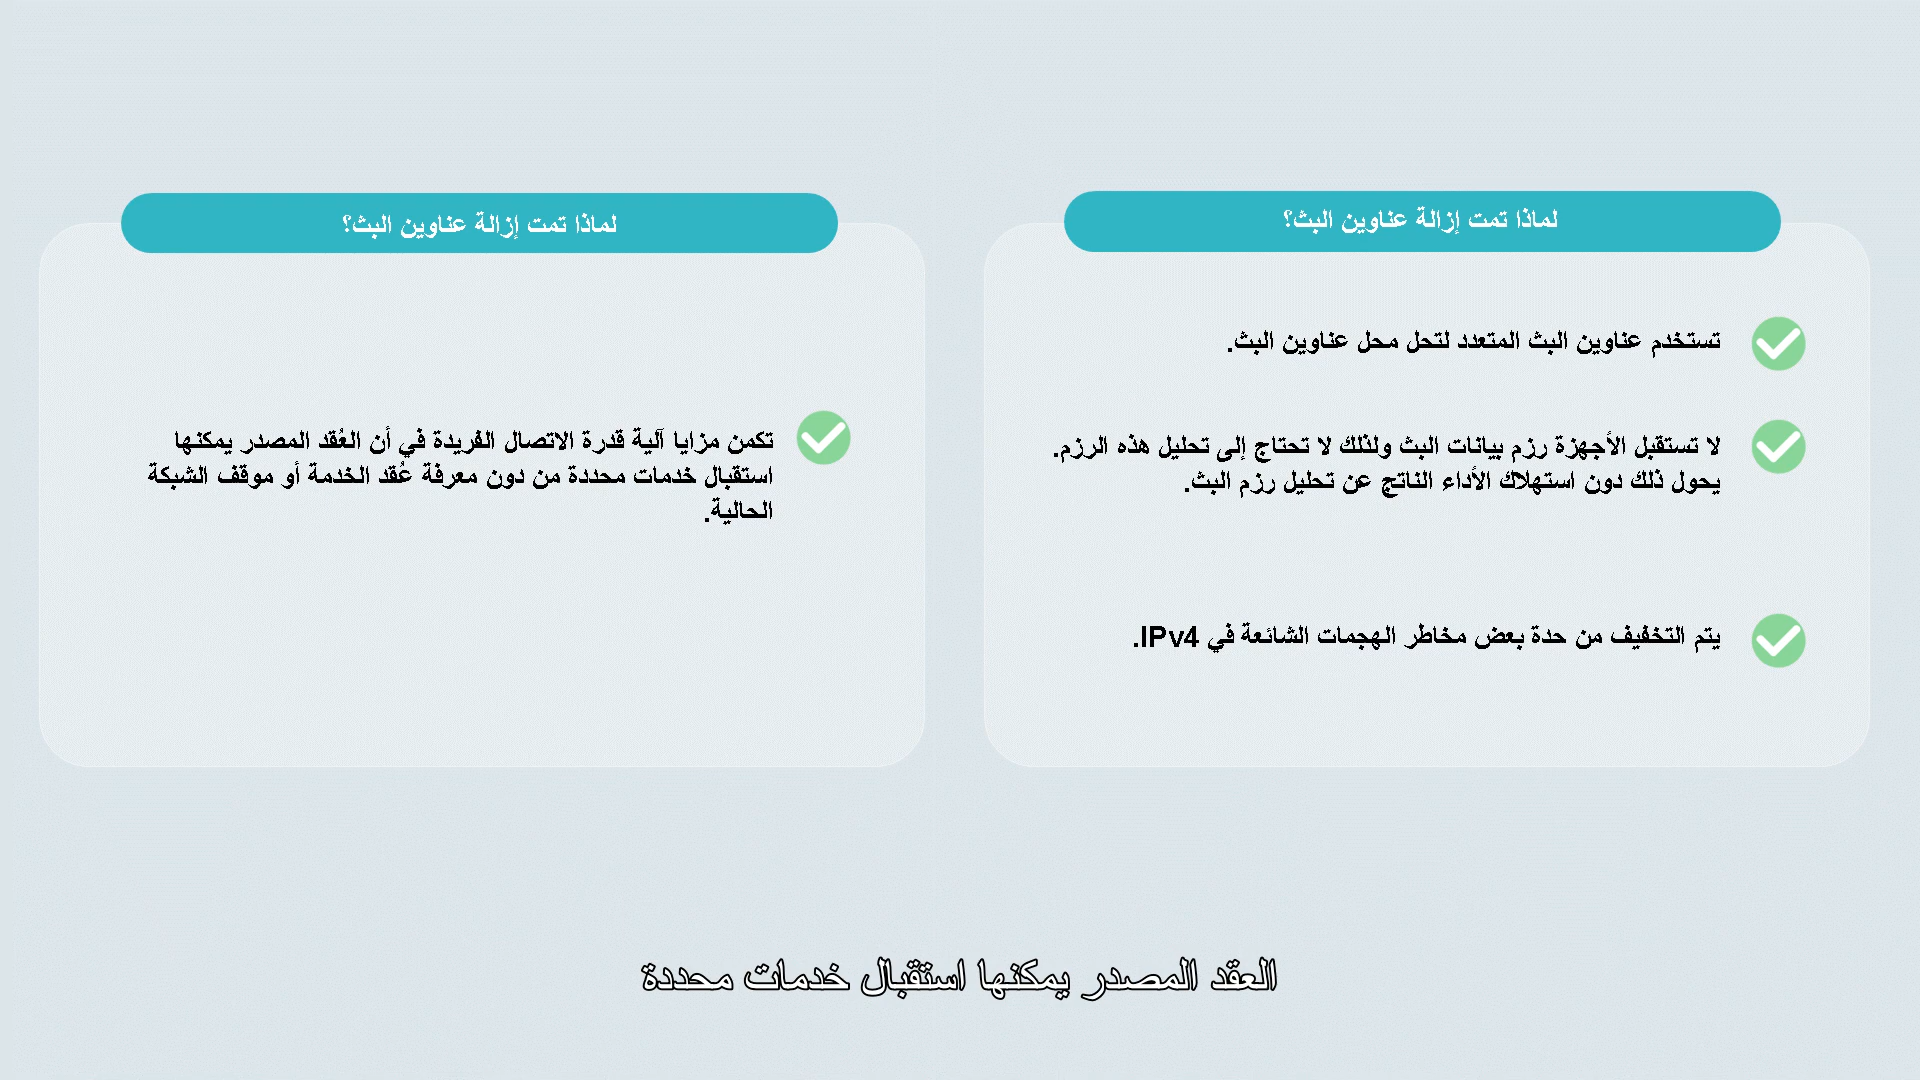 لماذا تمت إزالة عناوين البث؟
تستخدم عناوين البث المتعدد لتحل محل عناوين البث.
لا تستقبل الأجهزة رزم بيانات البث ولذلك لا تحتاج إلى تحليل هذه الرزم.
يحول ذلك دون استهلاك الأداء الناتج عن تحليل رزم البث.
يتم التخفيف من حدة بعض مخاطر الهجمات الشائعة في IPv4.
لماذا تمت إزالة عناوين البث؟
تكمن مزايا آلية قدرة الاتصال الفريدة في أن العُقد المصدر يمكنها
استقبال خدمات محددة من دون معرفة عُقد الخدمة أو موقف الشبكة
الحالية.
العقد المصدر يمكنها استقبال خدمات محددة